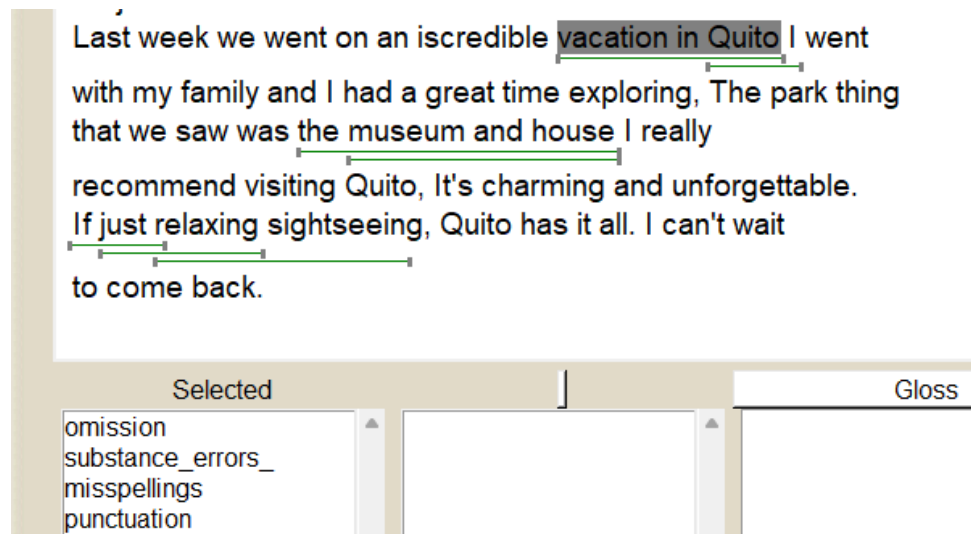 Last week we went on an iscredible vacation in Quito I went
with my family and I had a great time exploring, The park thing
that we saw was the museum and house I really
recommend visiting Quito, It's charming and unforgettable.
If just relaxing sightseeing, Quito has it all. I can't wait
to come back.
Selected
Gloss
omission
substance_errors_
misspellings
punctuation